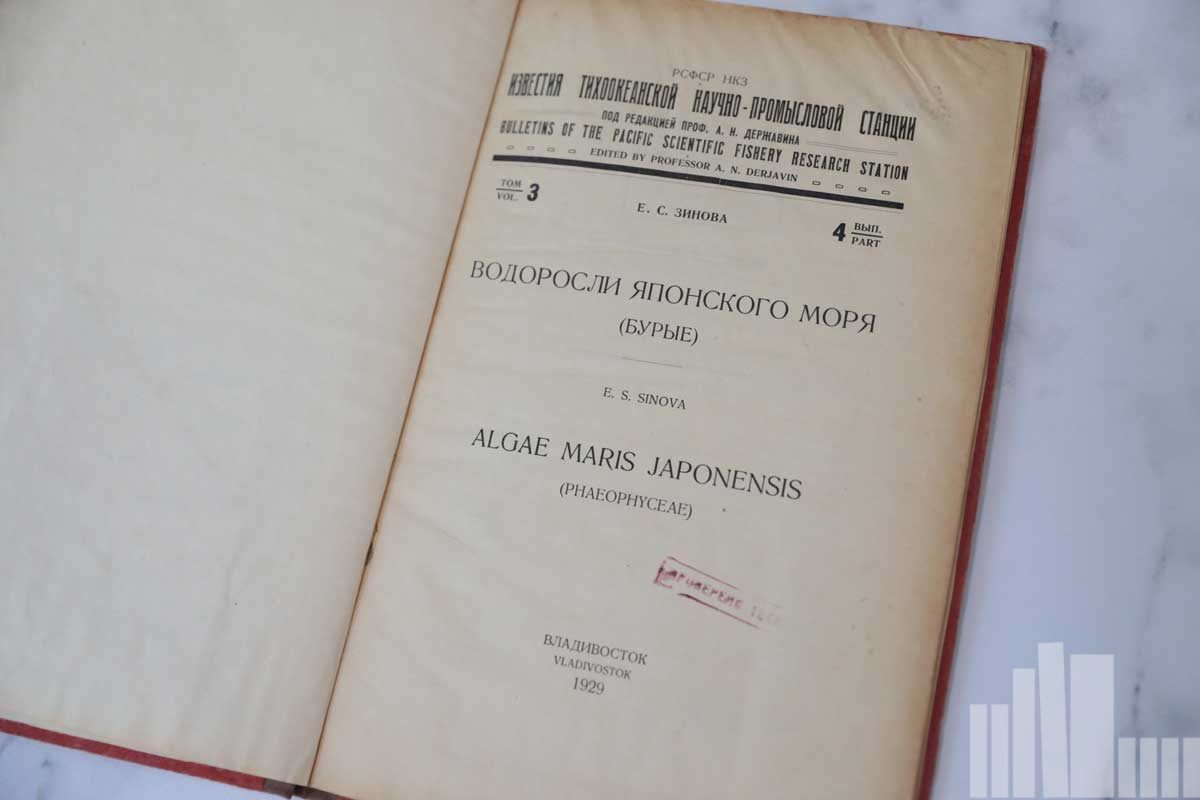 РСФСР НКЗ
ИЗВЕСТИЯ ТИХООКЕАНСКОЙ НАУЧНО-ПРОМЫСЛОВОЙ СТАНЦИИ
ПОД РЕДАКЦИЕЙ ПРОФ. А. Н. ДЕРЖАВИНА
BULLETINS OF THE PACIFIC SCIENTIFIC FISHERY RESEARCH STATION
EDITED BY PROFESSOR A. N. DERJAVIN
ТОМ
VOL. 3
Е. С. ЗИНОВА
4 ВЫП.
PART
ВОДОРОСЛИ ЯПОНСКОГО МОРЯ
(БУРЫЕ)
E. S. SINOVA
ALGAE MARIS JAPONENSIS
(PHAEOPHYCEAE)
ПРОВЕРЕНО
ВЛАДИВОСТОК
VLADIVOSTOK
1929